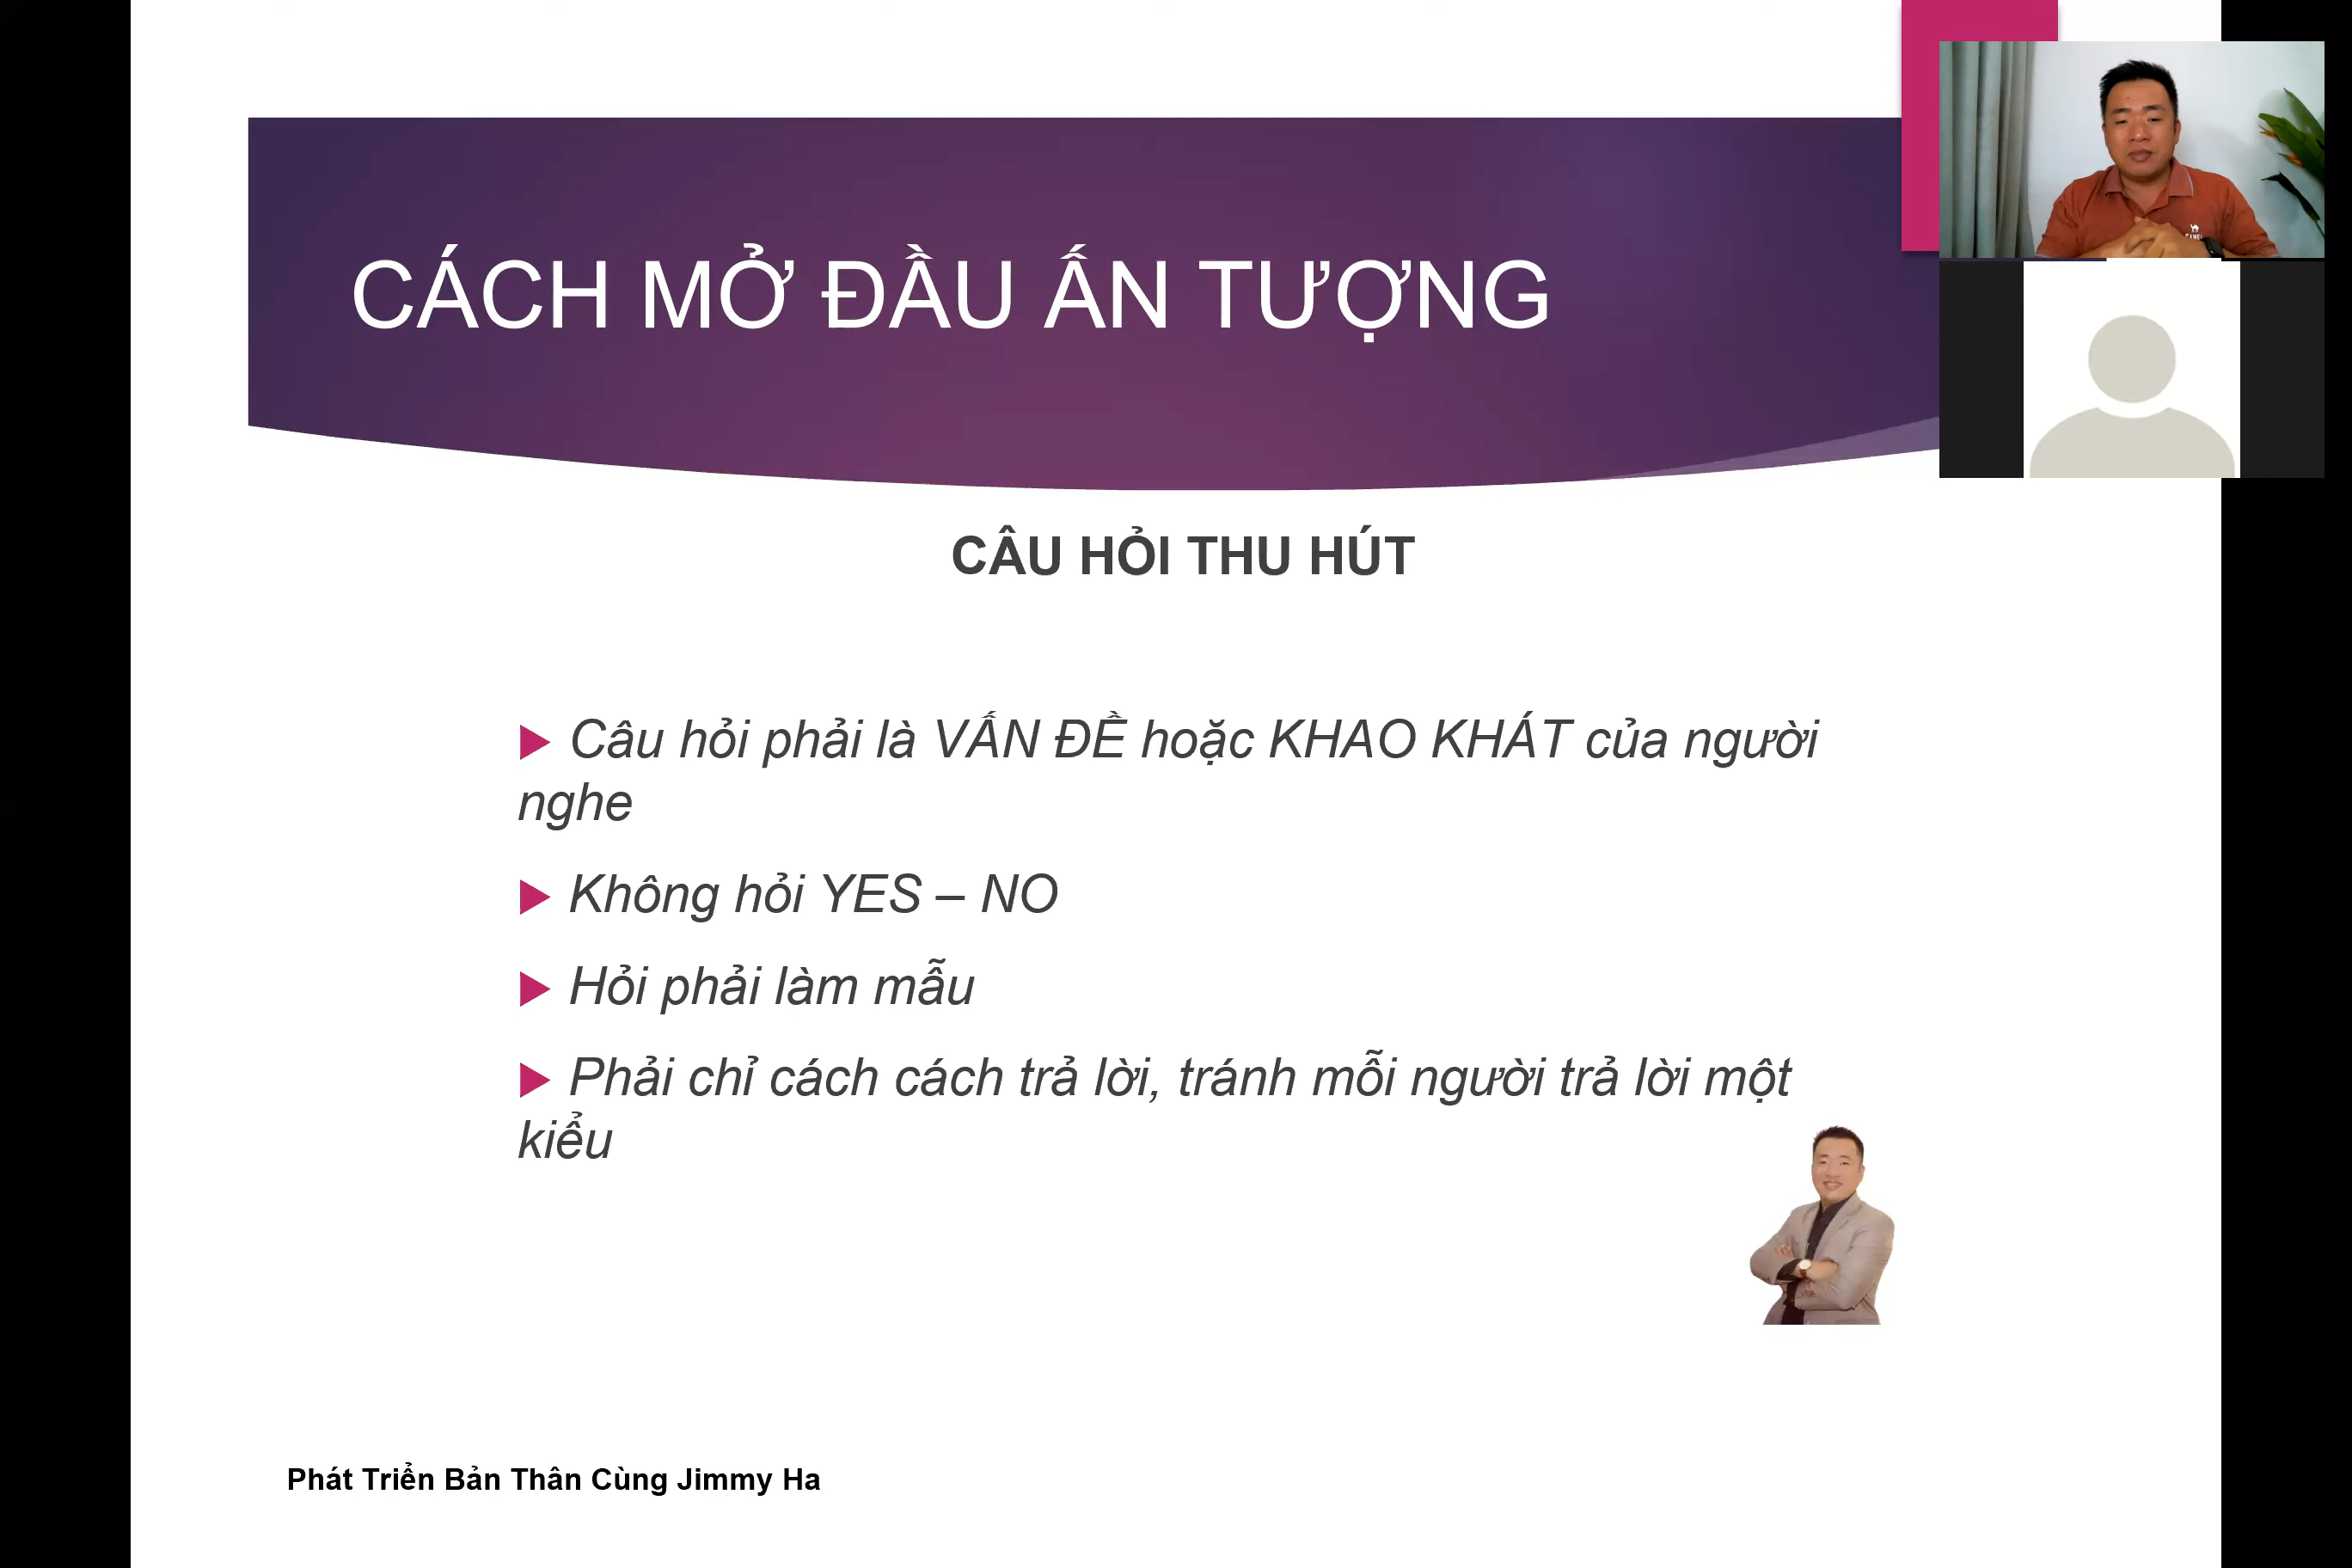 CÁCH MỞ ĐẦU ẤN TƯỢNG
CÂU HỎI THU HÚT
Câu hỏi phải là VẤN ĐỀ hoặc KHAO KHÁT của người
nghe
Không hỏi YES – NO
Hỏi phải làm mẫu
Phải chỉ cách cách trả lời, tránh mỗi người trả lời một
kiểu
Phát Triển Bản Thân Cùng Jimmy Ha